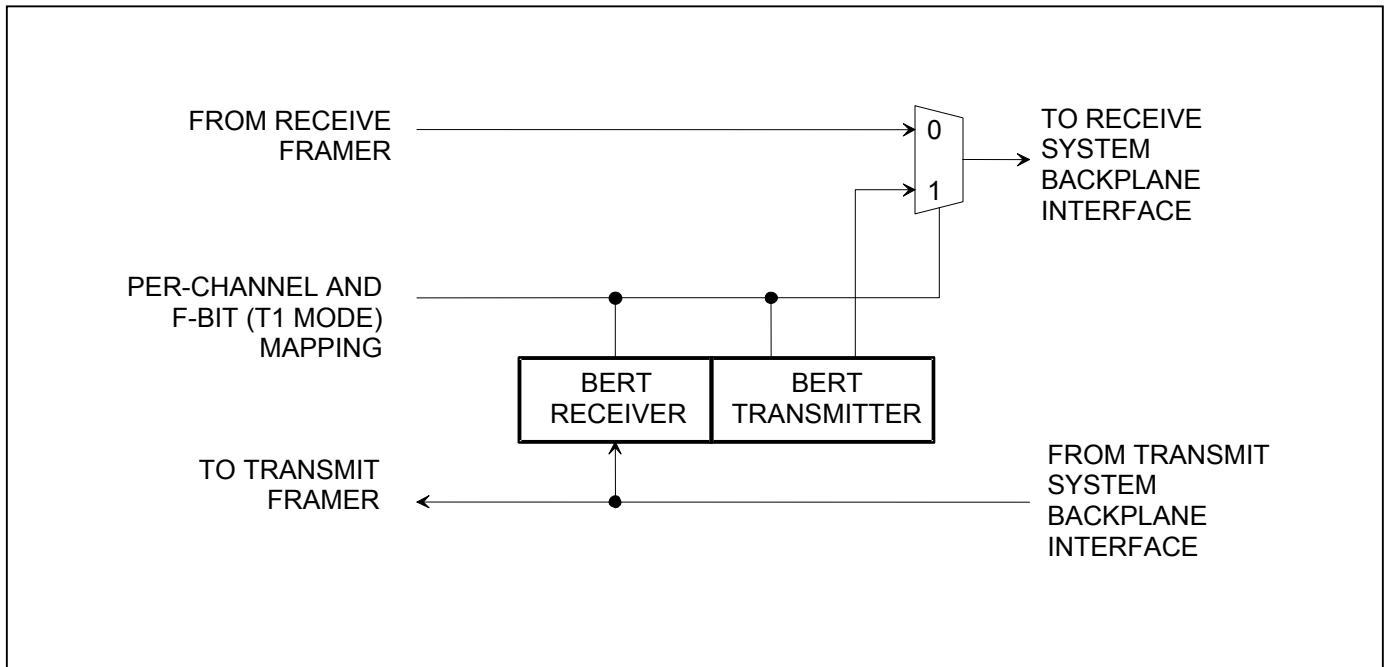 FROM RECEIVE
FRAMER
0
TO RECEIVE
SYSTEM
BACKPLANE
INTERFACE
1
PER-CHANNEL AND
F-BIT (T1 MODE)
MAPPING
BERT
RECEIVER
BERT
TRANSMITTER
TO TRANSMIT
FRAMER
FROM TRANSMIT
SYSTEM
BACKPLANE
INTERFACE